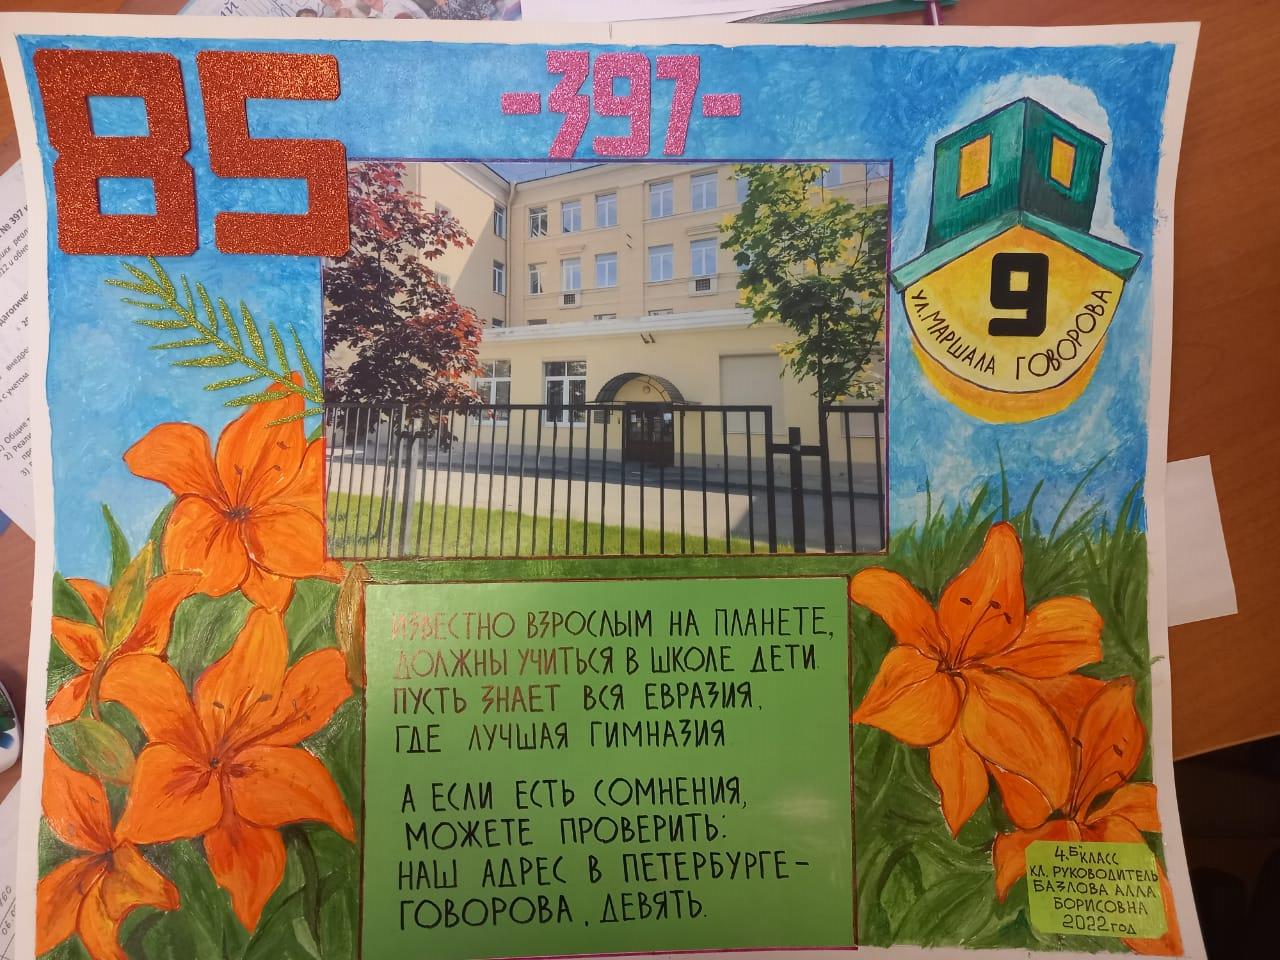 85
-397-
9
УЛ. МАРШАЛА ГОВОРОВА
ИЗВЕСТНО ВЗРОСЛЫМ НА ПЛАНЕТЕ,
ДОЛЖНЫ УЧИТЬСЯ В ШКОЛЕ ДЕТИ.
ПУСТЬ ЗНАЕТ ВСЯ ЕВРАЗИЯ,
ГДЕ ЛУЧШАЯ ГИМНАЗИЯ
А ЕСЛИ ЕСТЬ СОМНЕНИЯ,
МОЖЕТЕ ПРОВЕРИТЬ:
НАШ АДРЕС В ПЕТЕРБУРГЕ-
ГОВОРОВА, ДЕВЯТЬ.
4"Б" КЛАСС
КЛ. РУКОВОДИТЕЛЬ
БАЗЛОВА АЛЛА
БОРИСОВНА
2022 ГОД
№ 397